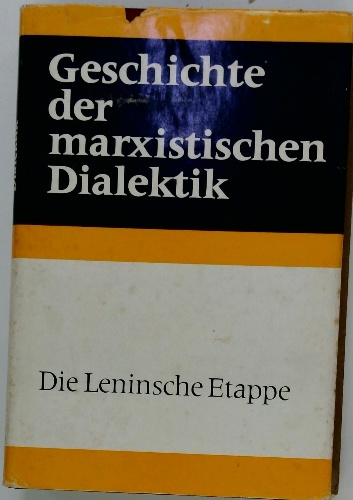 Geschichte
der
marxistischen
Dialektik
Die Leninsche Etappe